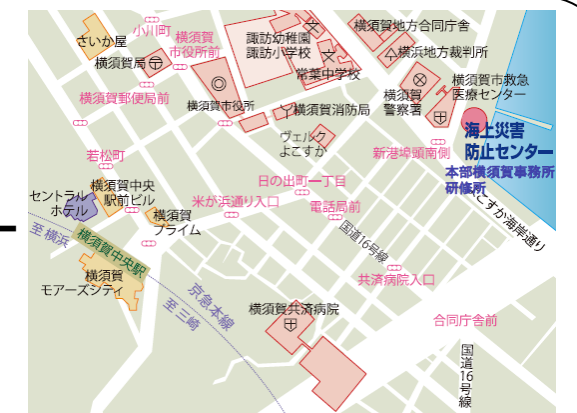 小川町
さいか屋
横須賀
市役所前
諏訪幼稚園
諏訪小学校
横須賀地方合同庁舎
横浜地方裁判所
横須賀局
常葉中学校
横須賀市救急
医療センター
横須賀
警察署
横須賀郵便局前
横須賀市役所
横須賀消防局
ヴェルク
よこすか
海上災害
防止センター
本部横須賀事務所
研修所
新港埠頭南側
若松町
日の出町一丁目
横須賀中央
駅前ビル
セントラル
ホテル
米が浜通り入口
電話局前
よこすか海岸通り
横須賀
プライム
国道16号線
至横浜
横須賀中央駅
横須賀
モアーズシティ
共済病院入口
京急本線
至三崎
横須賀共済病院
合同庁舎前
国道16号線